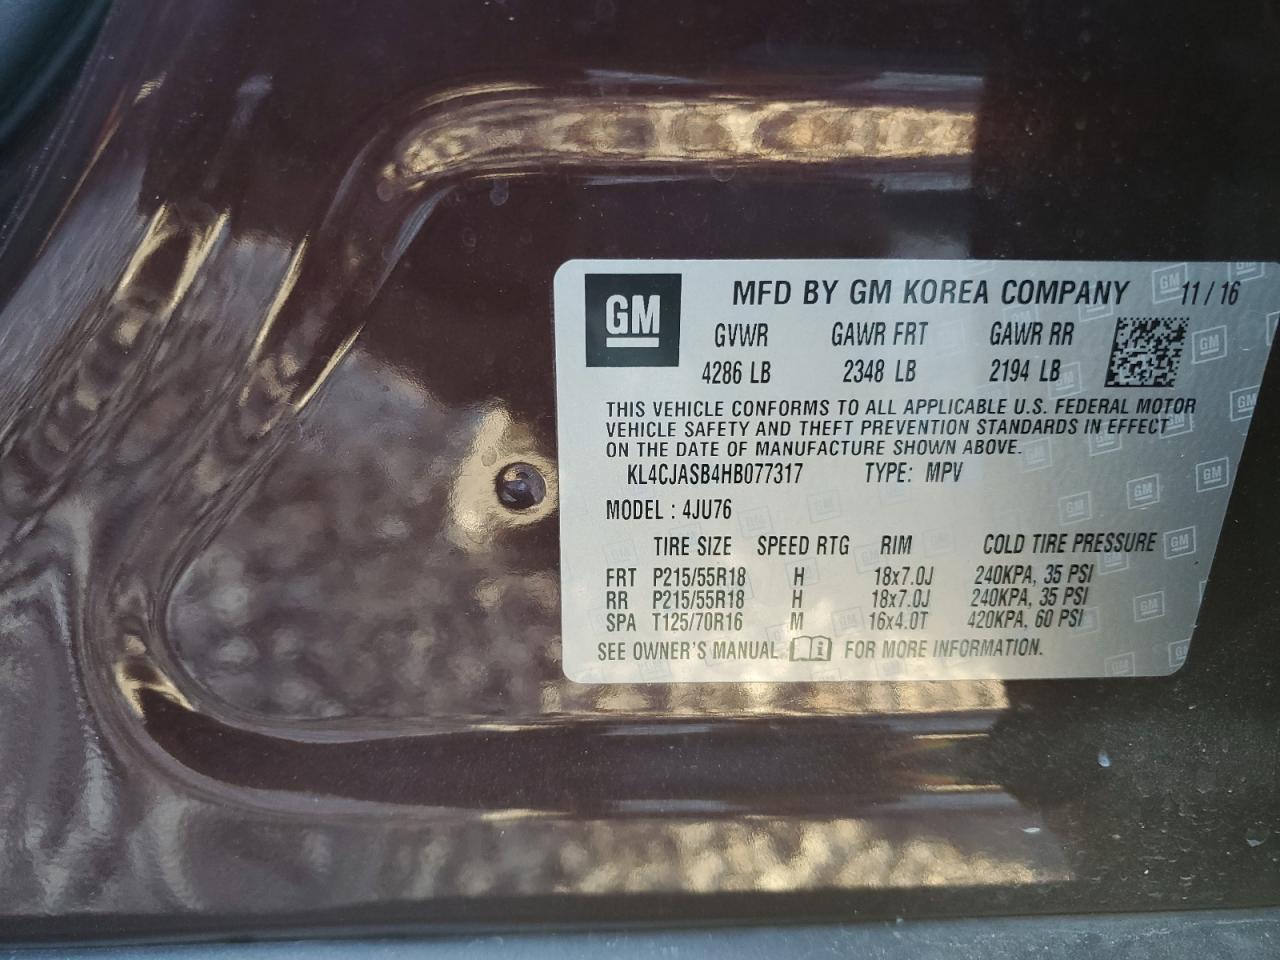 GM MFD BY GM KOREA COMPANY 11/16
GVWR GAWR FRT GAWR RR
4286 LB 2348 LB 2194 LB
THIS VEHICLE CONFORMS TO ALL APPLICABLE U.S. FEDERAL MOTOR
VEHICLE SAFETY AND THEFT PREVENTION STANDARDS IN EFFECT
ON THE DATE OF MANUFACTURE SHOWN ABOVE.
KL4CJASB4HB077317 TYPE: MPV
MODEL : 4JU76
TIRE SIZE SPEED RTG RIM COLD TIRE PRESSURE
FRT P215/55R18 H 18x7.0J 240KPA, 35 PSI
RR P215/55R18 H 18x7.0J 240KPA, 35 PSI
SPA T125/70R16 M 16x4.0T 420KPA, 60 PSI
SEE OWNER'S MANUAL i FOR MORE INFORMATION.